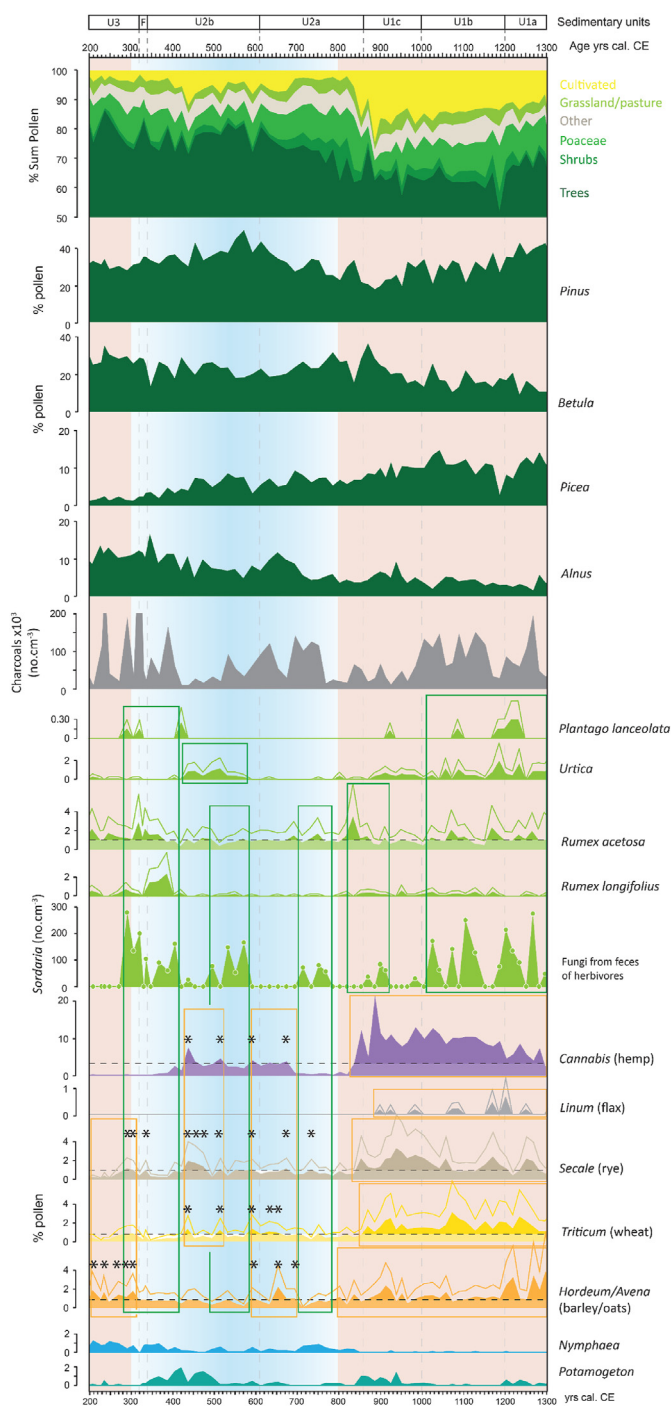 U3 F U2b U2a U1c U1b U1a Sedimentary units
200 300 400 500 600 700 800 900 1000 1100 1200 1300 Age yrs cal. CE
100
90
80
70
60
50
% Sum Pollen
Cultivated
Grassland/pasture
Other
Poaceae
Shrubs
Trees
40
20
0
% pollen
Pinus
40
20
0
% pollen
Betula
20
10
0
Picea
20
10
0
Alnus
200
100
0
Charcoals x10³
(no.cm⁻³)
0.30
0
Plantago lanceolata
2
0
Urtica
4
2
0
Rumex acetosa
2
0
Rumex longifolius
300
200
100
0
Sordaria (no.cm⁻³)
Fungi from feces
of herbivores
20
10
0
* * * *
Cannabis (hemp)
1
0
Linum (flax)
4
2
0
** * *** * * * *
Secale (rye)
4
2
0
% pollen
* * * **
Triticum (wheat)
4
2
0
* * *** * * *
Hordeum/Avena
(barley/oats)
2
0
Nymphaea
2
0
Potamogeton
200 300 400 500 600 700 800 900 1000 1100 1200 1300 yrs cal. CE